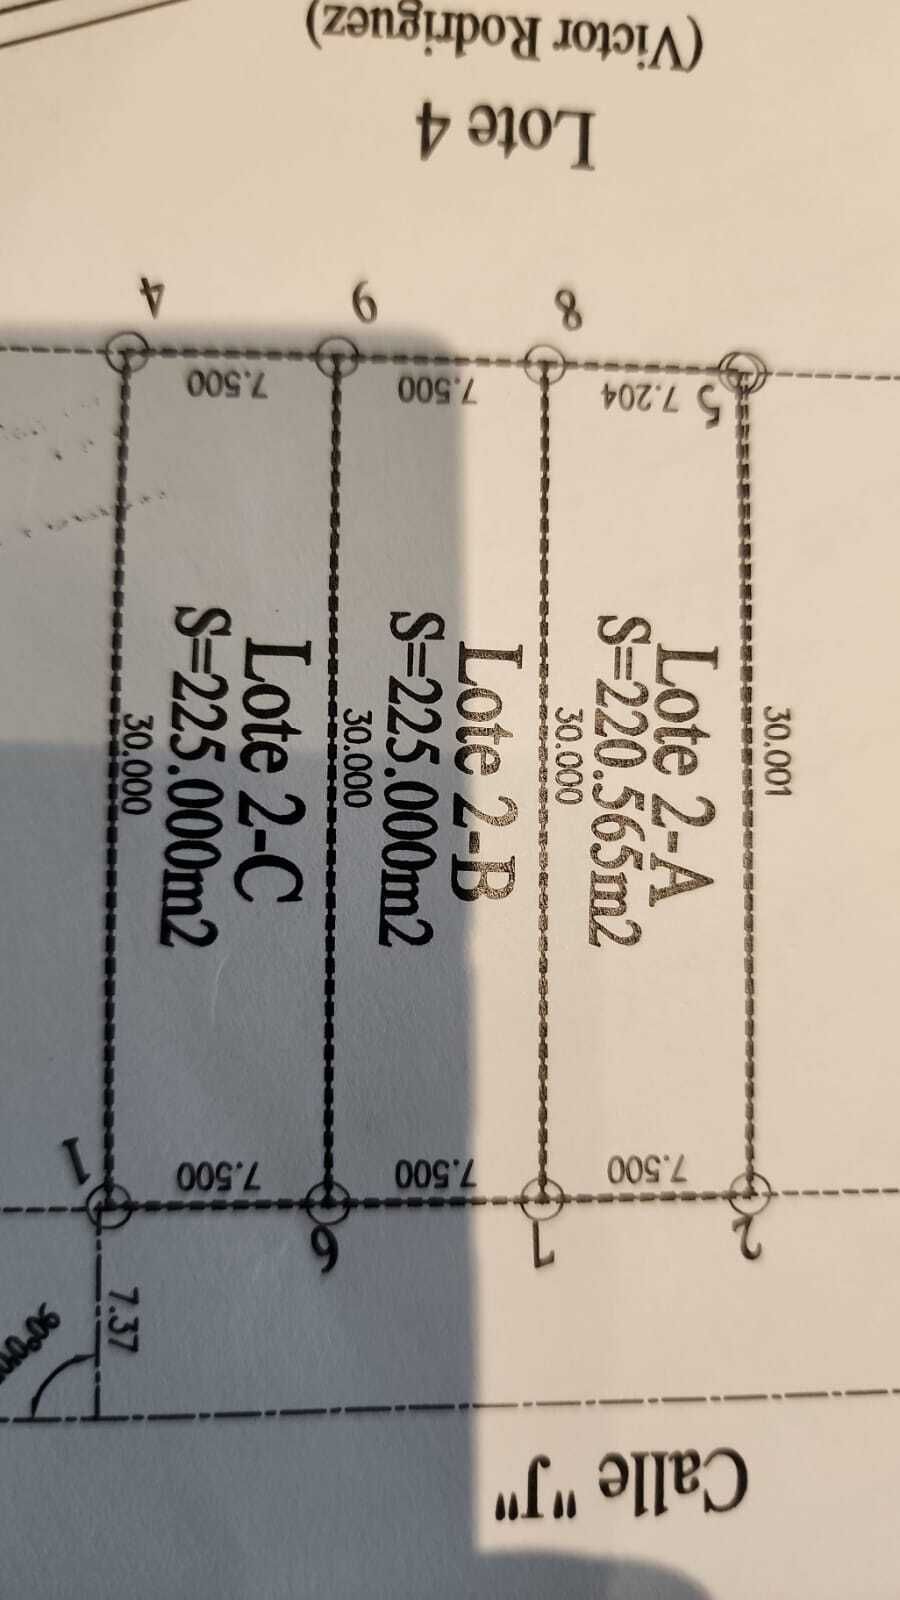 Calle "J"
7.37
2
7
6
1
7.500
7.500
7.500
30.001
Lote 2-A
S=220.565m2
30.000
Lote 2-B
S=225.000m2
30.000
Lote 2-C
S=225.000m2
30.000
5
7.204
7.500
7.500
8
9
4
Lote 4
(Victor Rodriguez)